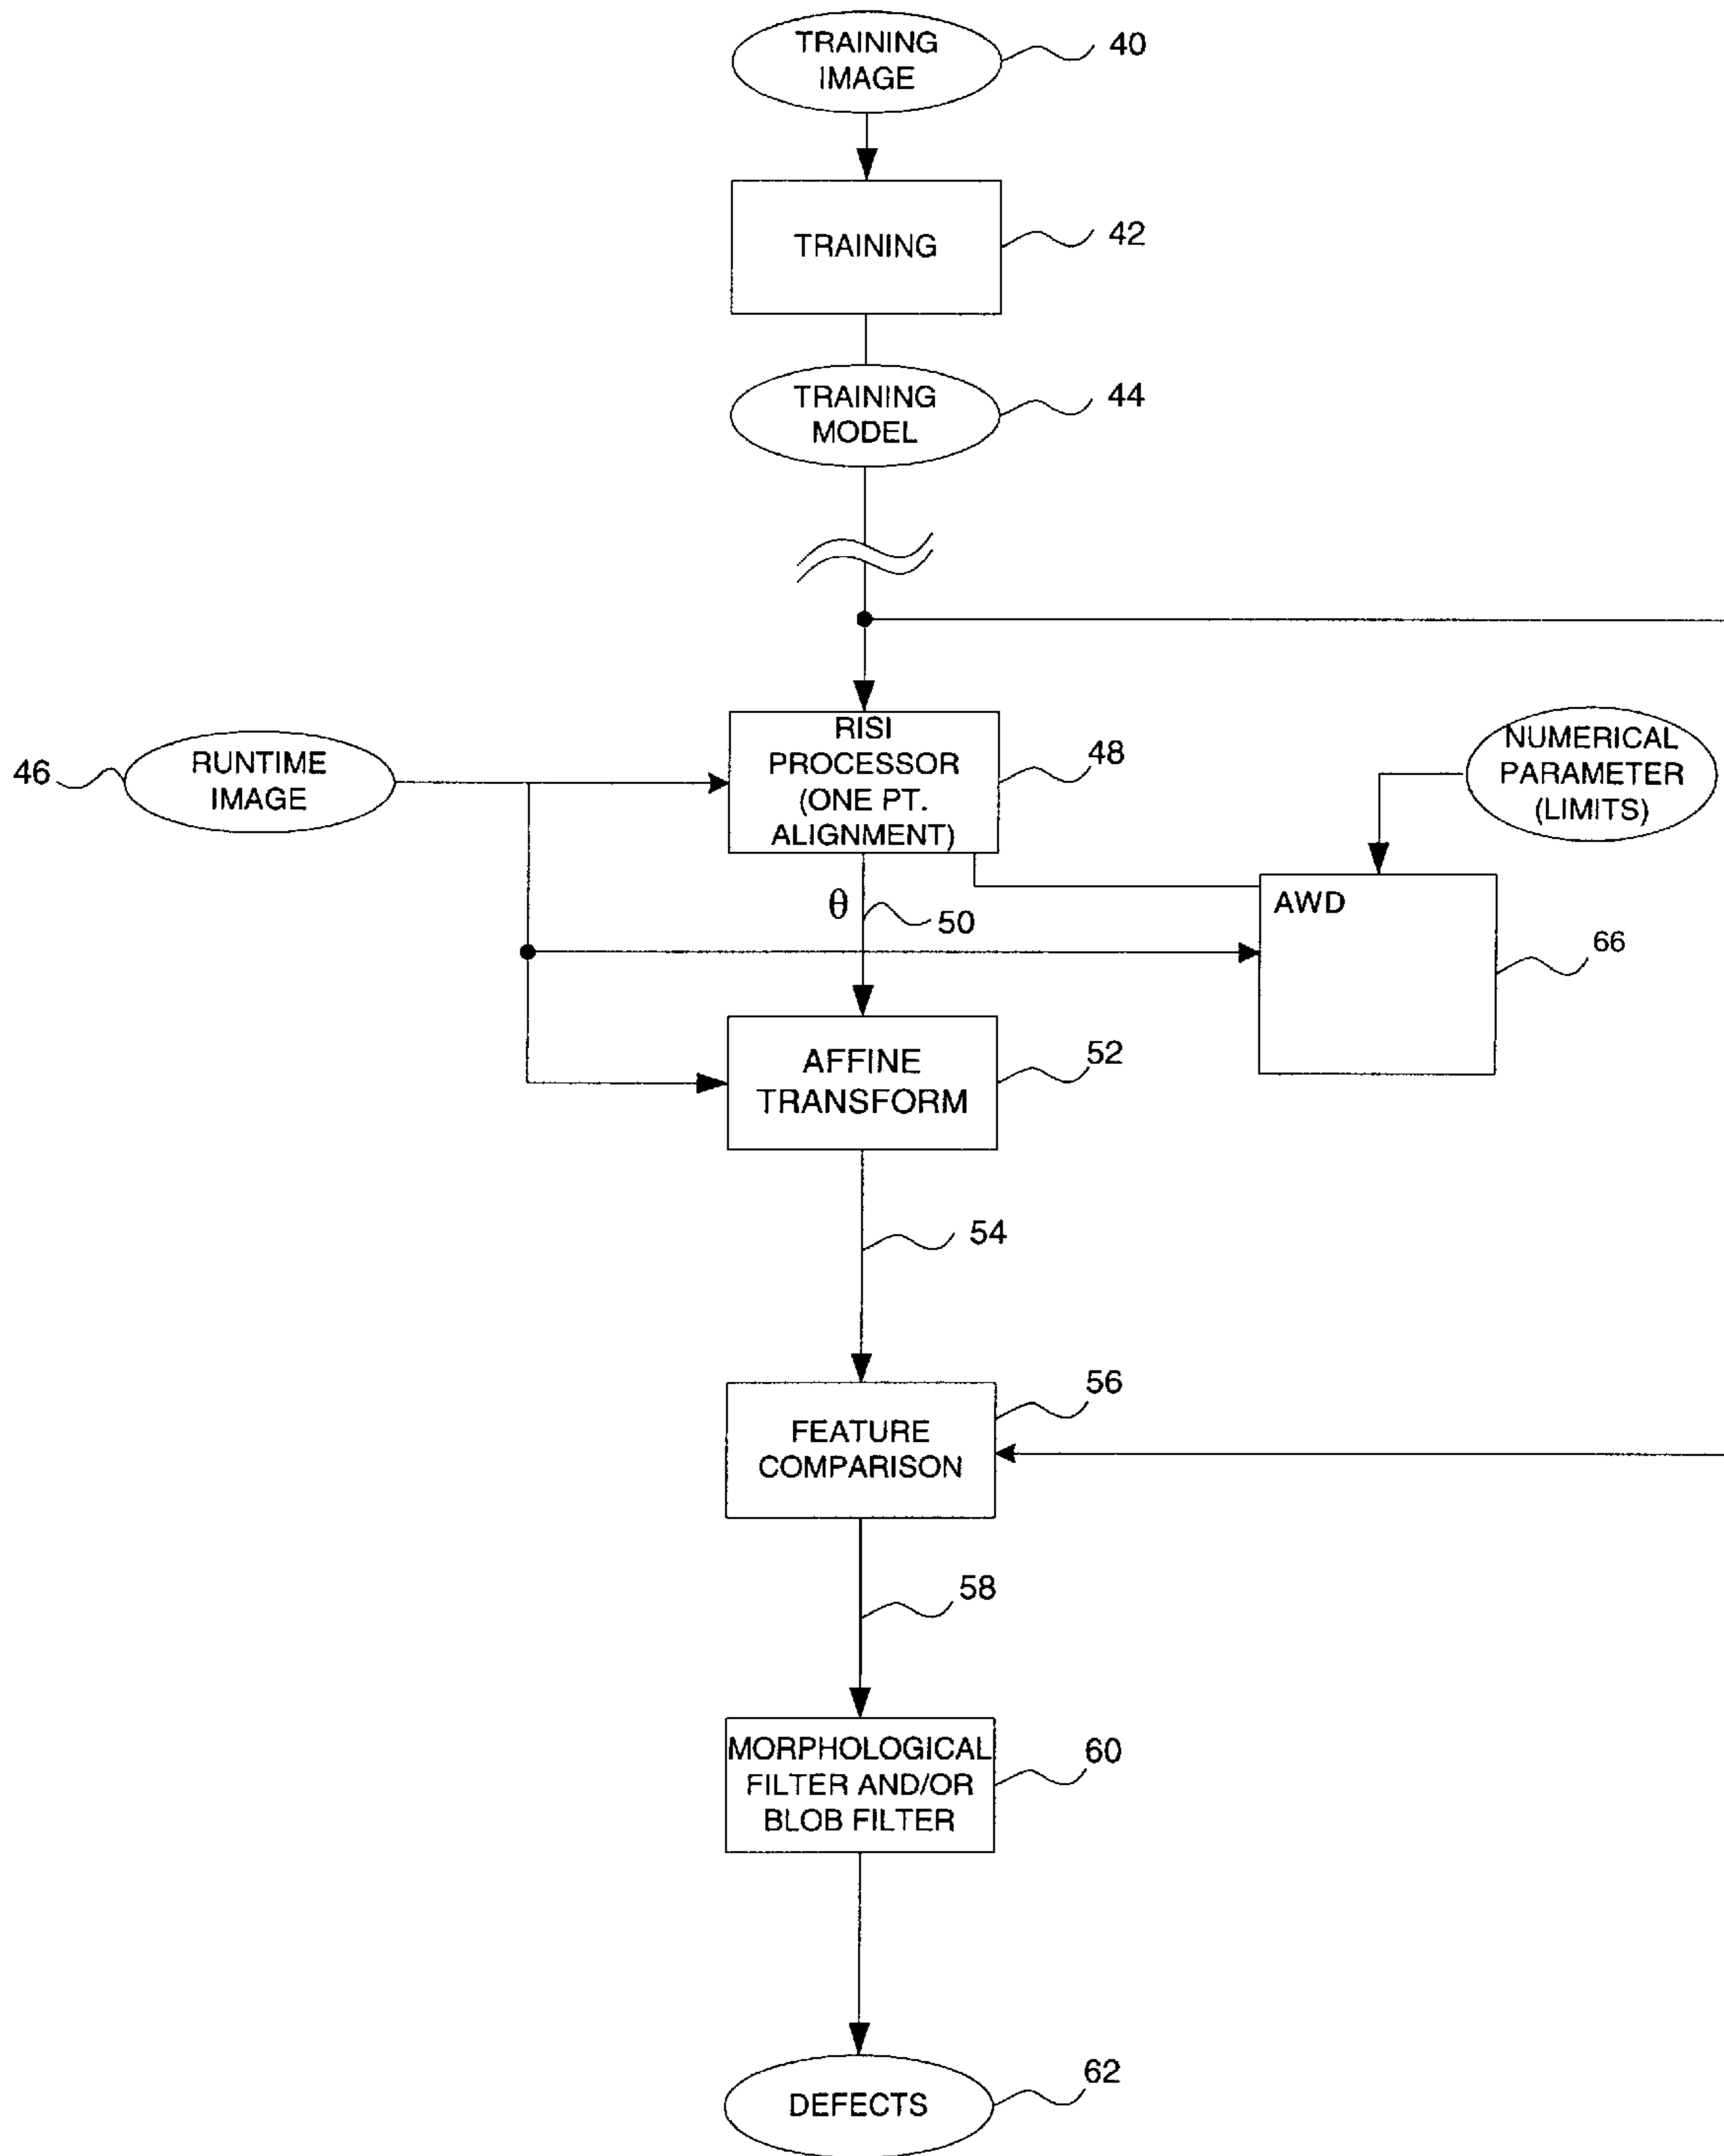 TRAINING
IMAGE
40
TRAINING
42
TRAINING
MODEL
44
46
RUNTIME
IMAGE
RISI
PROCESSOR
(ONE PT.
ALIGNMENT)
48
NUMERICAL
PARAMETER
(LIMITS)
θ
50
AWD
66
AFFINE
TRANSFORM
52
54
FEATURE
COMPARISON
56
58
MORPHOLOGICAL
FILTER AND/OR
BLOB FILTER
60
DEFECTS
62